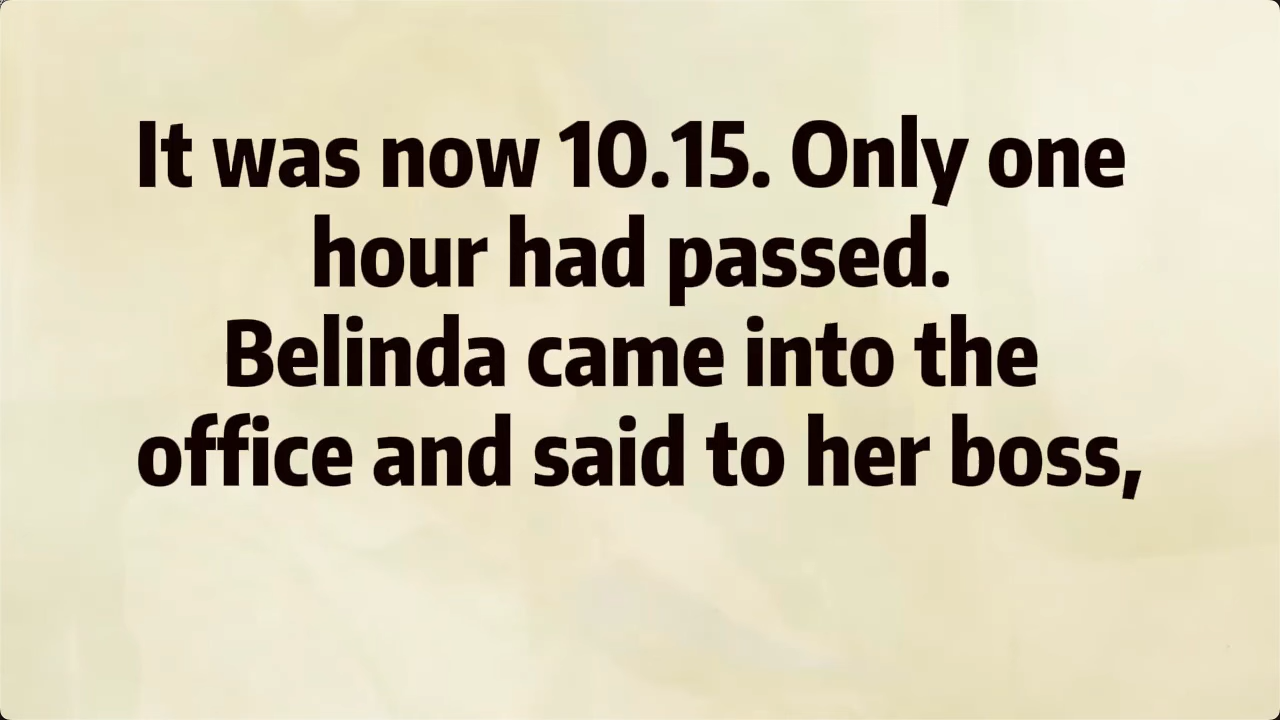 It was now 10.15. Only one
hour had passed.
Belinda came into the
office and said to her boss,